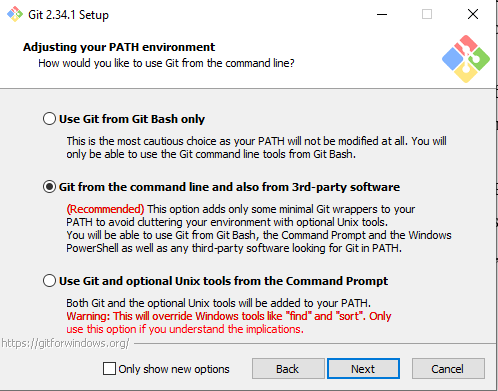 Git 2.34.1 Setup
Adjusting your PATH environment
How would you like to use Git from the command line?
Use Git from Git Bash only
This is the most cautious choice as your PATH will not be modified at all. You will
only be able to use the Git command line tools from Git Bash.
Git from the command line and also from 3rd-party software
(Recommended) This option adds only some minimal Git wrappers to your
PATH to avoid cluttering your environment with optional Unix tools.
You will be able to use Git from Git Bash, the Command Prompt and the Windows
PowerShell as well as any third-party software looking for Git in PATH.
Use Git and optional Unix tools from the Command Prompt
Both Git and the optional Unix tools will be added to your PATH.
Warning: This will override Windows tools like "find" and "sort". Only
use this option if you understand the implications.
https://gitforwindows.org/
Only show new options
Back
Next
Cancel